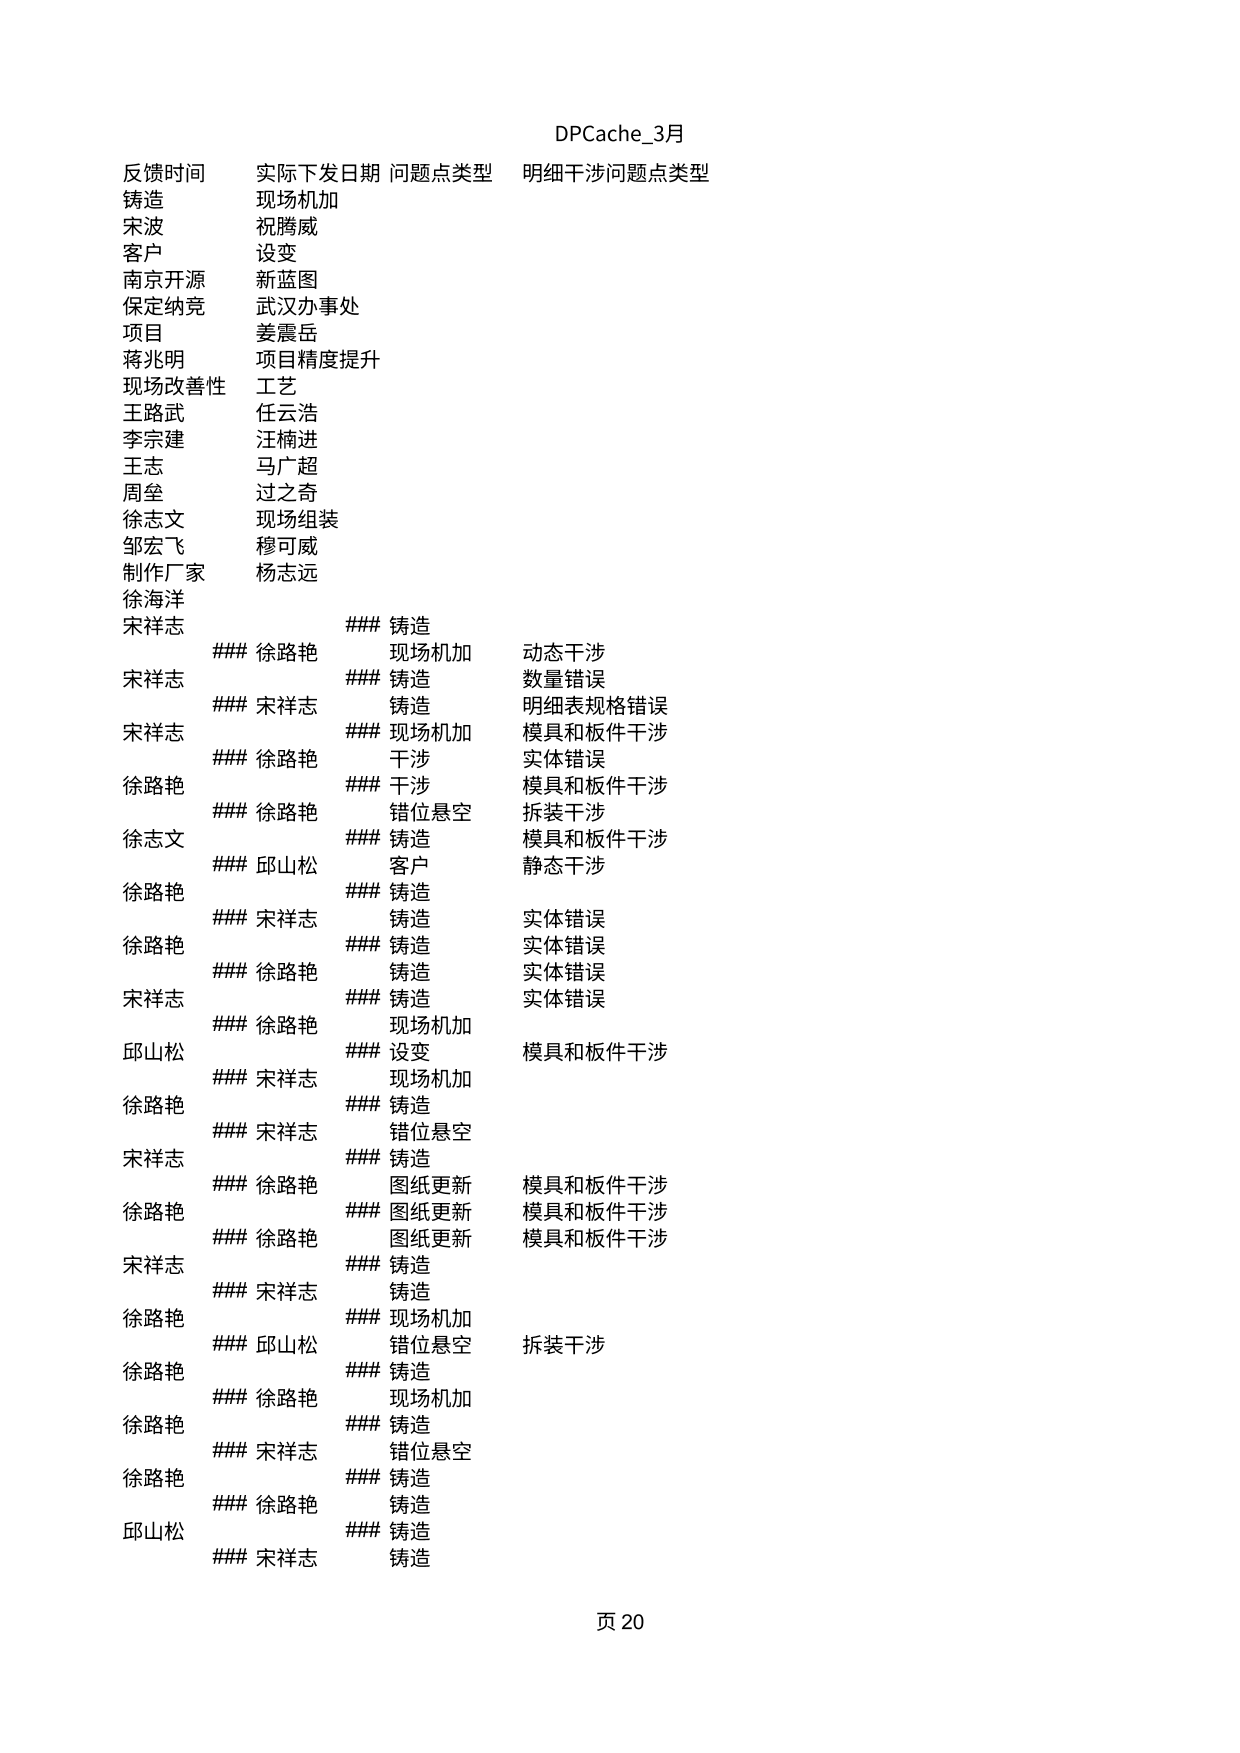 DPCache_3月
反馈时间 实际下发日期 问题点类型 明细干涉问题点类型
铸造 现场机加
宋波 祝腾威
客户 设变
南京开源 新蓝图
保定纳竞 武汉办事处
项目 姜震岳
蒋兆明 项目精度提升
现场改善性 工艺
王路武 任云浩
李宗建 汪楠进
王志 马广超
周垒 过之奇
徐志文 现场组装
邹宏飞 穆可威
制作厂家 杨志远
徐海洋
宋祥志 ### 铸造
### 徐路艳 现场机加 动态干涉
宋祥志 ### 铸造 数量错误
### 宋祥志 铸造 明细表规格错误
宋祥志 ### 现场机加 模具和板件干涉
### 徐路艳 干涉 实体错误
徐路艳 ### 干涉 模具和板件干涉
### 徐路艳 错位悬空 拆装干涉
徐志文 ### 铸造 模具和板件干涉
### 邱山松 客户 静态干涉
徐路艳 ### 铸造
### 宋祥志 铸造 实体错误
徐路艳 ### 铸造 实体错误
### 徐路艳 铸造 实体错误
宋祥志 ### 铸造 实体错误
### 徐路艳 现场机加
邱山松 ### 设变 模具和板件干涉
### 宋祥志 现场机加
徐路艳 ### 铸造
### 宋祥志 错位悬空
宋祥志 ### 铸造
### 徐路艳 图纸更新 模具和板件干涉
徐路艳 ### 图纸更新 模具和板件干涉
### 徐路艳 图纸更新 模具和板件干涉
宋祥志 ### 铸造
### 宋祥志 铸造
徐路艳 ### 现场机加
### 邱山松 错位悬空 拆装干涉
徐路艳 ### 铸造
### 徐路艳 现场机加
徐路艳 ### 铸造
### 宋祥志 错位悬空
徐路艳 ### 铸造
### 徐路艳 铸造
邱山松 ### 铸造
### 宋祥志 铸造
页 20